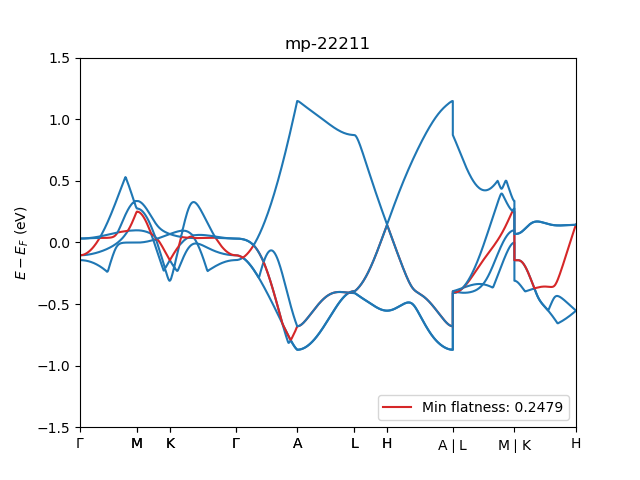 mp-22211
1.5
1.0
0.5
0.0
−0.5
−1.0
−1.5
E − E_F (eV)
Min flatness: 0.2479
Γ M K Γ A L H A | L M | K H